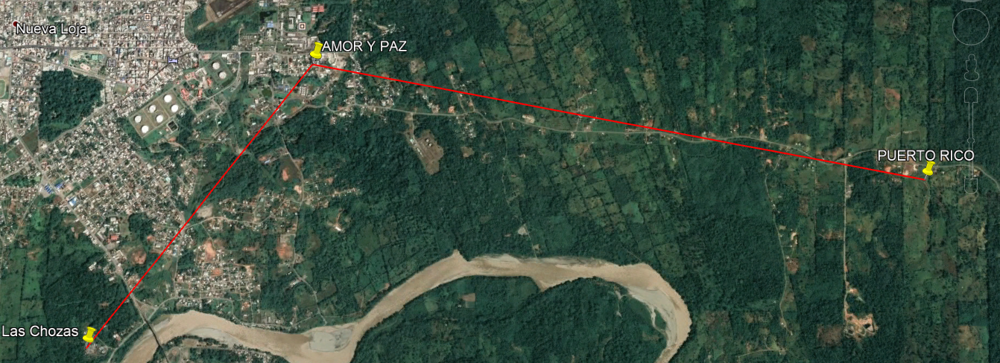 Nueva Loja
AMOR Y PAZ
PUERTO RICO
Las Chozas